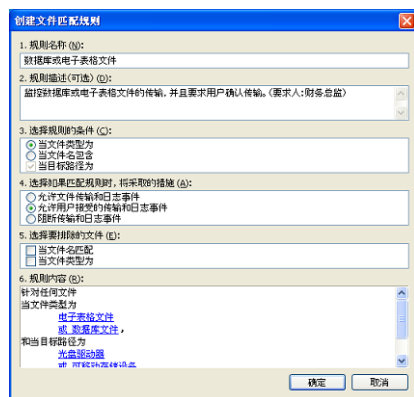 创建文件匹配规则
1. 规则名称(N):
数据库或电子表格文件
2. 规则描述(可选)(D):
监控数据库或电子表格文件的传输，并且要求用户确认传输。(要求人:财务总监)
3. 选择规则的条件(C):
当文件类型为
当文件名包含
当目标路径为
4. 选择如果匹配规则时，将采取的措施(A):
允许文件传输和日志事件
允许用户接受的传输和日志事件
阻断传输和日志事件
5. 选择要排除的文件(E):
当文件名匹配
当文件类型为
6. 规则内容(R):
针对任何文件
当文件类型为
电子表格文件
或 数据库文件，
和当目标路径为
光盘驱动器
或 可移动存储设备
确定 取消